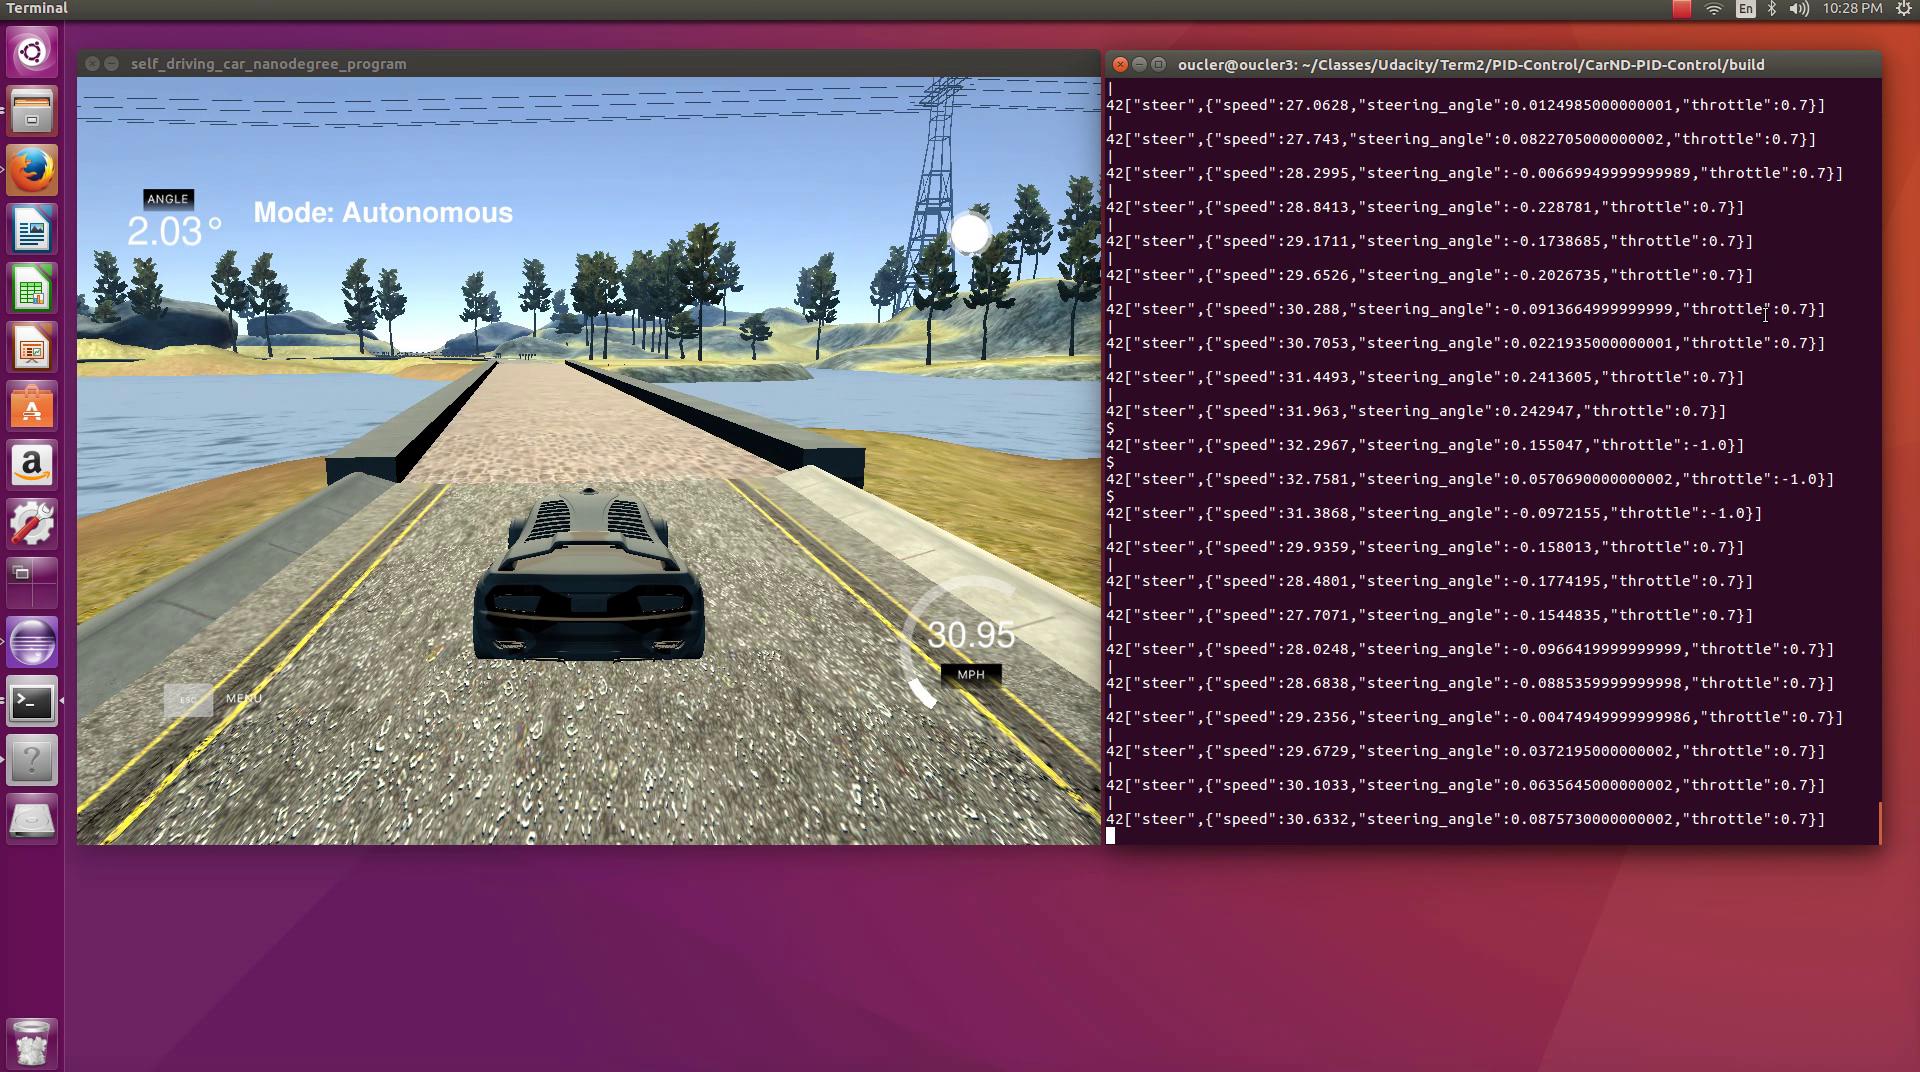 Terminal
En
10:28 PM
self_driving_car_nanodegree_program
ANGLE
2.03°
Mode: Autonomous
30.95
MPH
ESC
MENU
oucler@oucler3: ~/Classes/Udacity/Term2/PID-Control/CarND-PID-Control/build
|
42["steer",{"speed":27.0628,"steering_angle":0.0124985000000001,"throttle":0.7}]
|
42["steer",{"speed":27.743,"steering_angle":0.0822705000000002,"throttle":0.7}]
|
42["steer",{"speed":28.2995,"steering_angle":-0.00669949999999989,"throttle":0.7}]
|
42["steer",{"speed":28.8413,"steering_angle":-0.228781,"throttle":0.7}]
|
42["steer",{"speed":29.1711,"steering_angle":-0.1738685,"throttle":0.7}]
|
42["steer",{"speed":29.6526,"steering_angle":-0.2026735,"throttle":0.7}]
|
42["steer",{"speed":30.288,"steering_angle":-0.0913664999999999,"throttle":0.7}]
|
42["steer",{"speed":30.7053,"steering_angle":0.0221935000000001,"throttle":0.7}]
|
42["steer",{"speed":31.4493,"steering_angle":0.2413605,"throttle":0.7}]
|
42["steer",{"speed":31.963,"steering_angle":0.242947,"throttle":0.7}]
$
42["steer",{"speed":32.2967,"steering_angle":0.155047,"throttle":-1.0}]
$
42["steer",{"speed":32.7581,"steering_angle":0.0570690000000002,"throttle":-1.0}]
$
42["steer",{"speed":31.3868,"steering_angle":-0.0972155,"throttle":-1.0}]
|
42["steer",{"speed":29.9359,"steering_angle":-0.158013,"throttle":0.7}]
|
42["steer",{"speed":28.4801,"steering_angle":-0.1774195,"throttle":0.7}]
|
42["steer",{"speed":27.7071,"steering_angle":-0.1544835,"throttle":0.7}]
|
42["steer",{"speed":28.0248,"steering_angle":-0.0966419999999999,"throttle":0.7}]
|
42["steer",{"speed":28.6838,"steering_angle":-0.0885359999999998,"throttle":0.7}]
|
42["steer",{"speed":29.2356,"steering_angle":-0.00474949999999986,"throttle":0.7}]
|
42["steer",{"speed":29.6729,"steering_angle":0.0372195000000002,"throttle":0.7}]
|
42["steer",{"speed":30.1033,"steering_angle":0.0635645000000002,"throttle":0.7}]
|
42["steer",{"speed":30.6332,"steering_angle":0.0875730000000002,"throttle":0.7}]